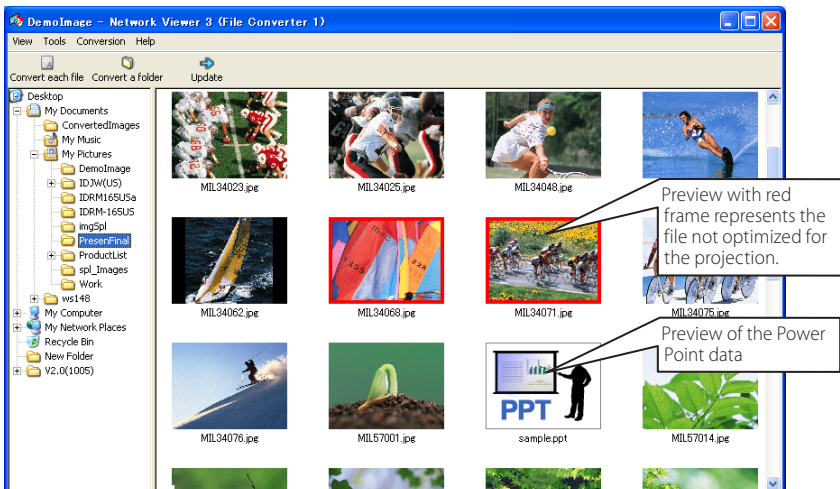 DemoImage - Network Viewer 3 (File Converter 1)
View Tools Conversion Help
Convert each file Convert a folder Update
Desktop
My Documents
ConvertedImages
My Music
My Pictures
DemoImage
IDJW(US)
IDRM165USa
IDRM-165US
imgSpl
PresenFinal
ProductList
spl_Images
Work
ws148
My Computer
My Network Places
Recycle Bin
New Folder
V2.0(1005)
MIL34023.jpg MIL34025.jpg MIL34048.jpg
Preview with red
frame represents the
file not optimized for
the projection.
MIL34062.jpg MIL34068.jpg MIL34071.jpg MIL34075.jpg
1355 228
Preview of the Power
Point data
PPT
MIL34076.jpg MIL57001.jpg sample.ppt MIL57014.jpg